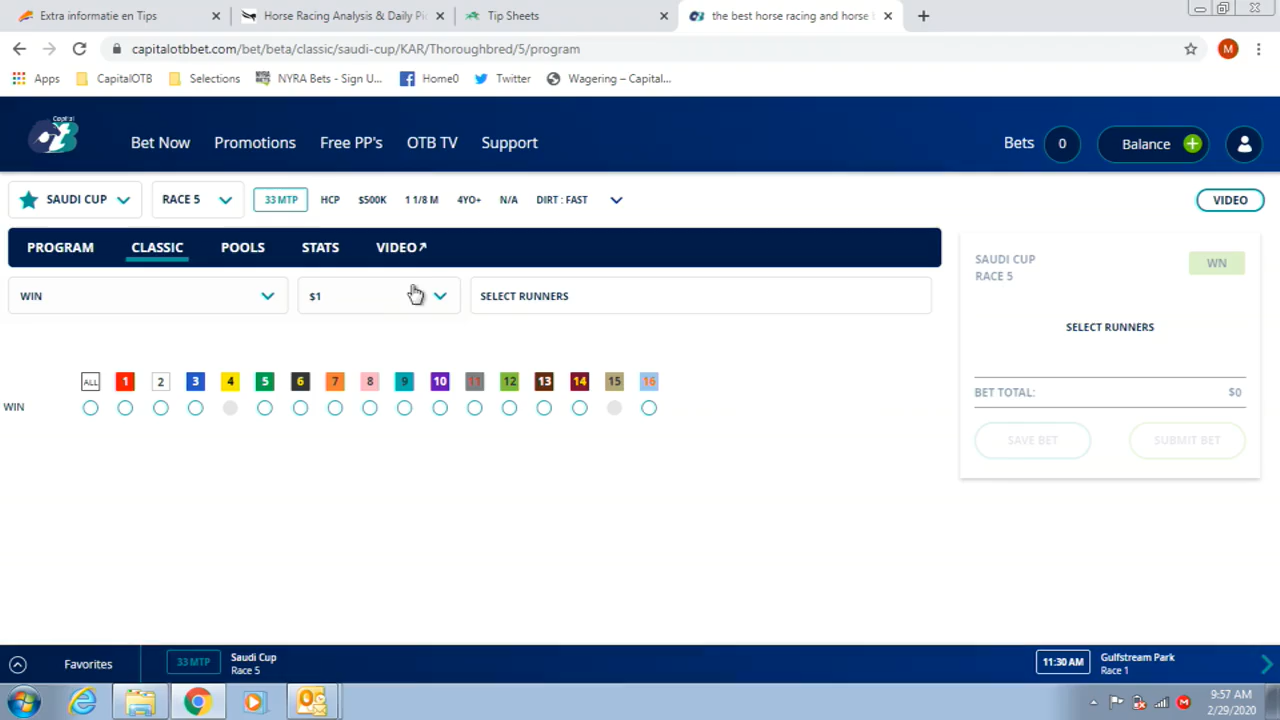 Extra informatie en Tips
Horse Racing Analysis & Daily Pic
Tip Sheets
the best horse racing and horse b
capitalotbbet.com/bet/beta/classic/saudi-cup/KAR/Thoroughbred/5/program
M
Apps CapitalOTB Selections NYRA Bets - Sign U... Home0 Twitter Wagering – Capital...
Capital
Bet Now Promotions Free PP's OTB TV Support Bets 0 Balance
SAUDI CUP RACE 5 33 MTP HCP $500K 1 1/8 M 4YO+ N/A DIRT : FAST VIDEO
PROGRAM CLASSIC POOLS STATS VIDEO
SAUDI CUP
RACE 5
WN
WIN $1 SELECT RUNNERS
SELECT RUNNERS
ALL 1 2 3 4 5 6 7 8 9 10 11 12 13 14 15 16
WIN
BET TOTAL: $0
SAVE BET SUBMIT BET
Favorites 33 MTP
Saudi Cup
Race 5
11:30 AM
Gulfstream Park
Race 1
9:57 AM
2/29/2020